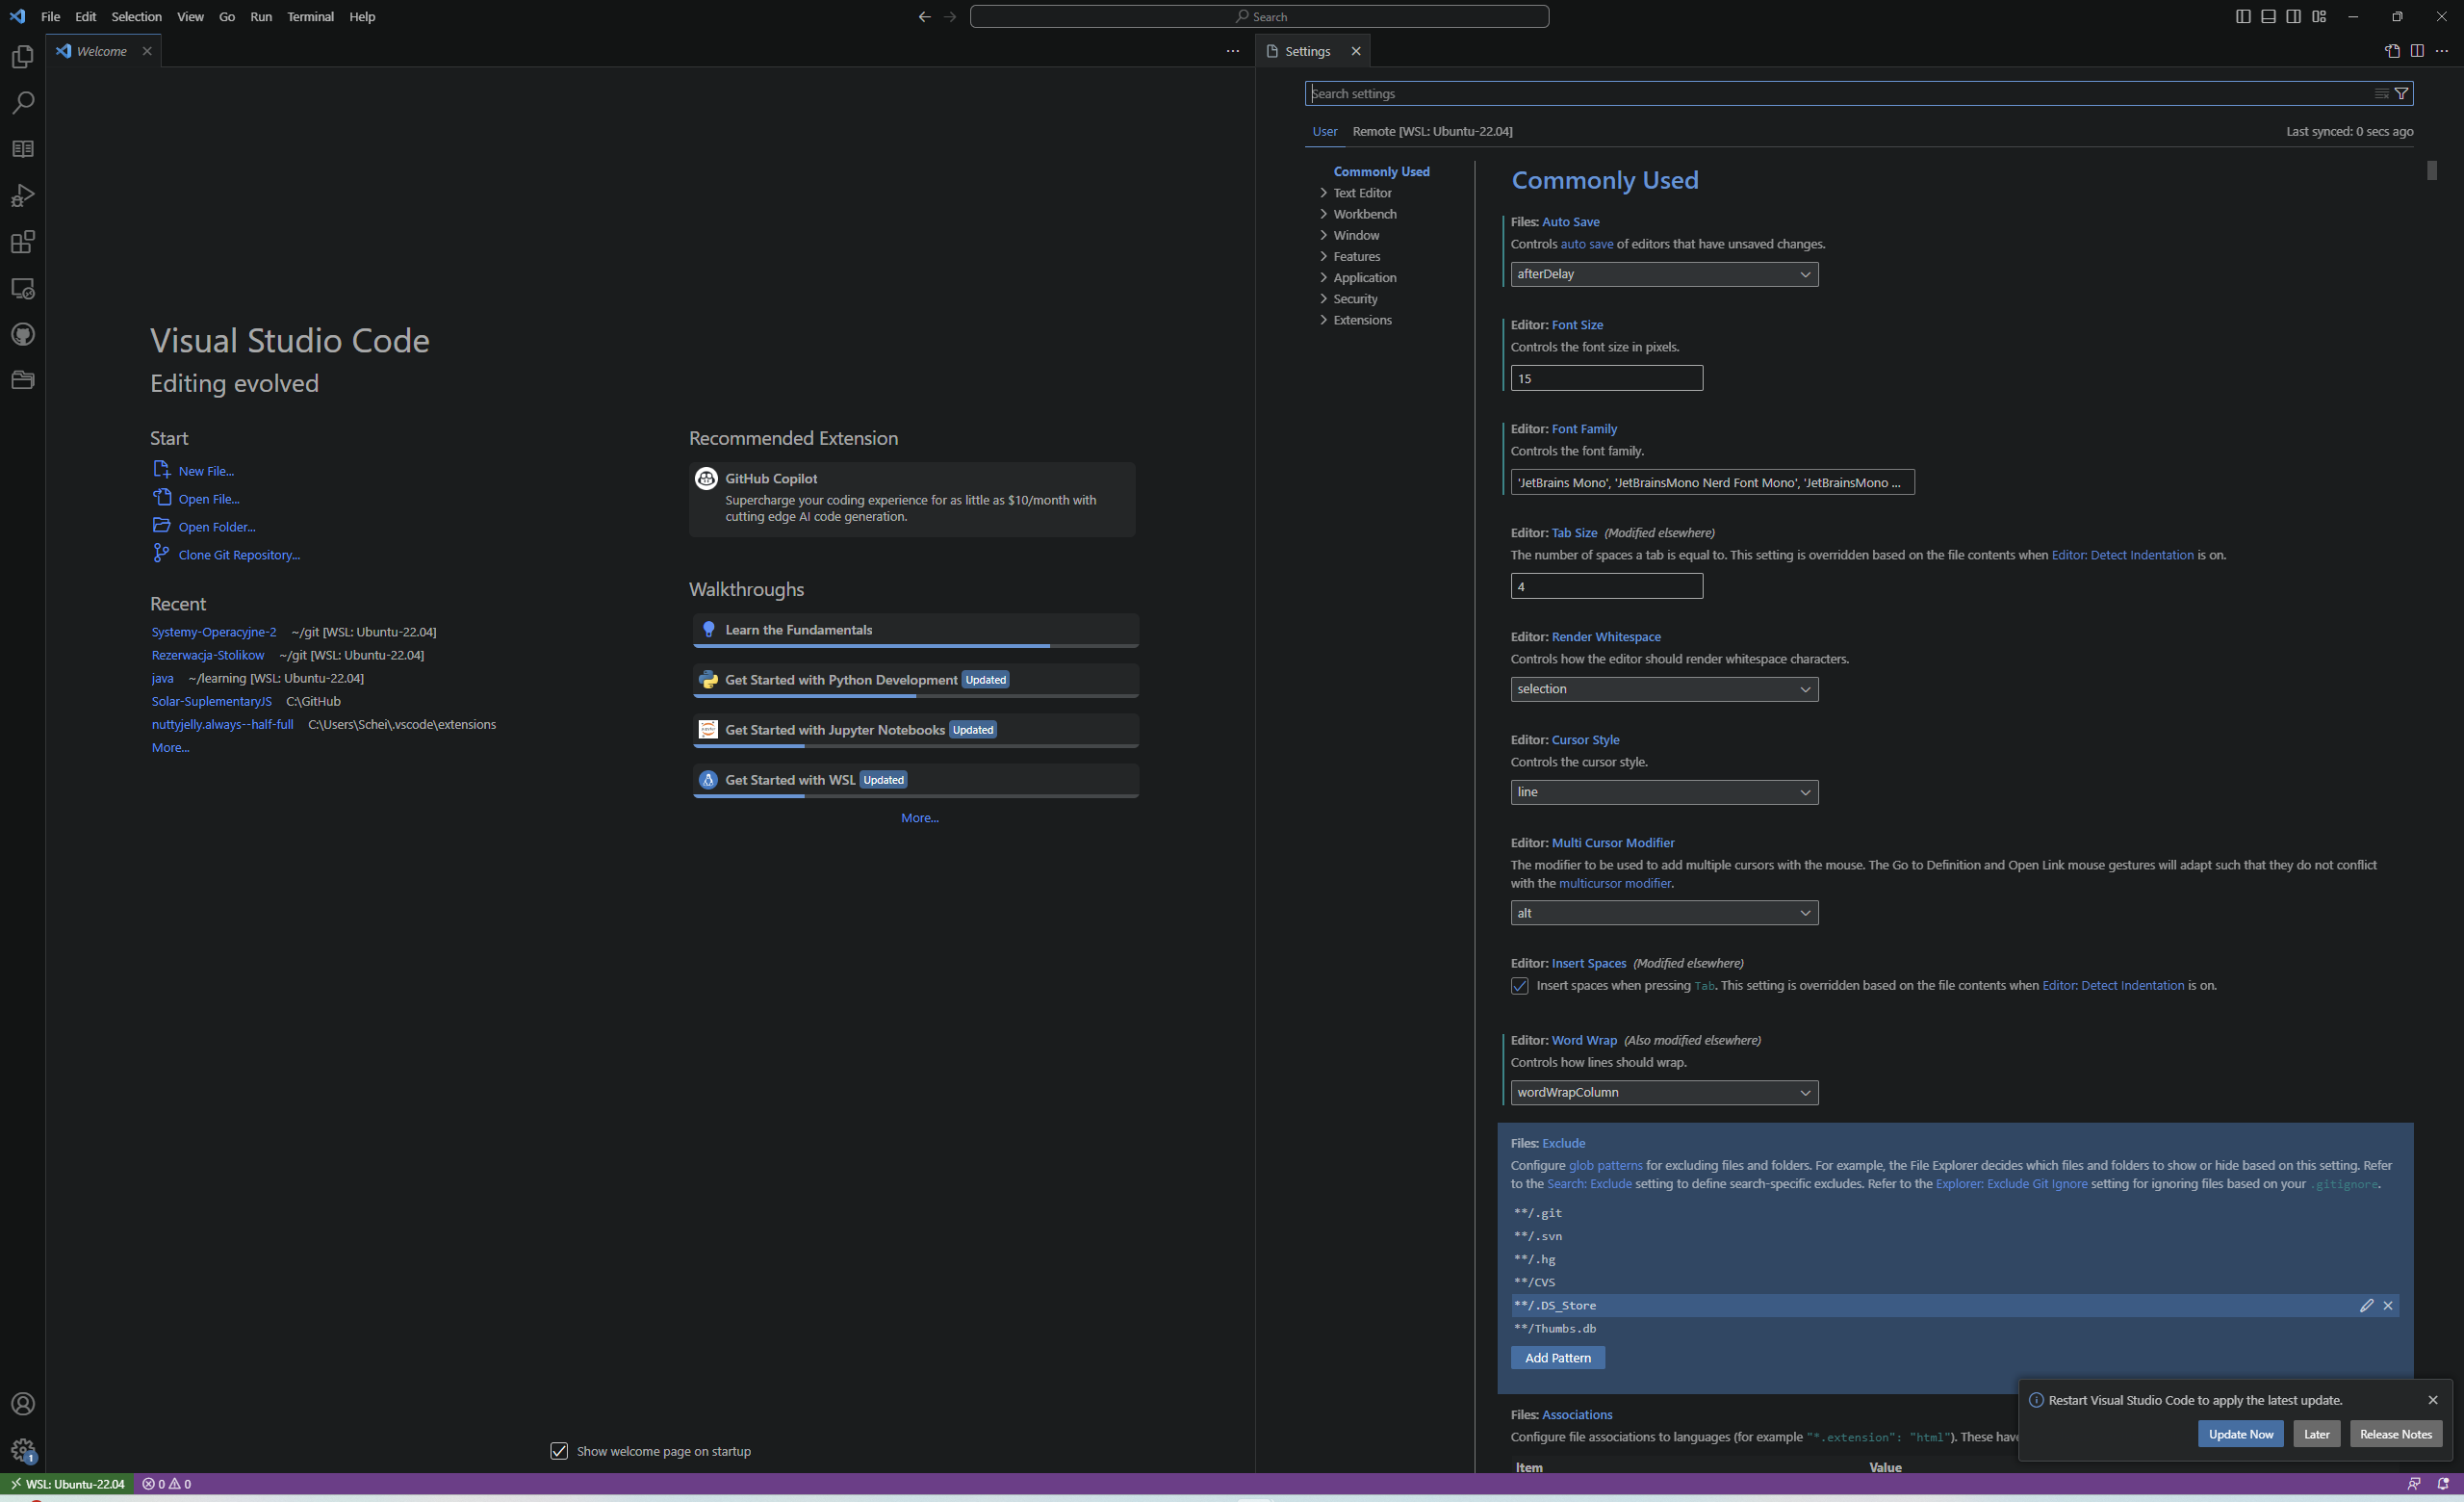 File Edit Selection View Go Run Terminal Help
Search
Welcome
Settings
Visual Studio Code
Editing evolved
Start
New File...
Open File...
Open Folder...
Clone Git Repository...
Recent
Systemy-Operacyjne-2 ~/git [WSL: Ubuntu-22.04]
Rezerwacja-Stolikow ~/git [WSL: Ubuntu-22.04]
java ~/learning [WSL: Ubuntu-22.04]
Solar-SuplementaryJS C:\GitHub
nuttyjelly.always--half-full C:\Users\Schei\.vscode\extensions
More...
Recommended Extension
GitHub Copilot
Supercharge your coding experience for as little as $10/month with
cutting edge AI code generation.
Walkthroughs
Learn the Fundamentals
Get Started with Python Development Updated
Get Started with Jupyter Notebooks Updated
Get Started with WSL Updated
More...
Show welcome page on startup
Search settings
User Remote [WSL: Ubuntu-22.04] Last synced: 0 secs ago
Commonly Used
Text Editor
Workbench
Window
Features
Application
Security
Extensions
Commonly Used
Files: Auto Save
Controls auto save of editors that have unsaved changes.
afterDelay
Editor: Font Size
Controls the font size in pixels.
15
Editor: Font Family
Controls the font family.
'JetBrains Mono', 'JetBrainsMono Nerd Font Mono', 'JetBrainsMono ...
Editor: Tab Size (Modified elsewhere)
The number of spaces a tab is equal to. This setting is overridden based on the file contents when Editor: Detect Indentation is on.
4
Editor: Render Whitespace
Controls how the editor should render whitespace characters.
selection
Editor: Cursor Style
Controls the cursor style.
line
Editor: Multi Cursor Modifier
The modifier to be used to add multiple cursors with the mouse. The Go to Definition and Open Link mouse gestures will adapt such that they do not conflict
with the multicursor modifier.
alt
Editor: Insert Spaces (Modified elsewhere)
Insert spaces when pressing Tab. This setting is overridden based on the file contents when Editor: Detect Indentation is on.
Editor: Word Wrap (Also modified elsewhere)
Controls how lines should wrap.
wordWrapColumn
Files: Exclude
Configure glob patterns for excluding files and folders. For example, the File Explorer decides which files and folders to show or hide based on this setting. Refer
to the Search: Exclude setting to define search-specific excludes. Refer to the Explorer: Exclude Git Ignore setting for ignoring files based on your .gitignore.
**/.git
**/.svn
**/.hg
**/CVS
**/.DS_Store
**/Thumbs.db
Add Pattern
Files: Associations
Configure file associations to languages (for example "*.extension": "html"). These hav
Item Value
Restart Visual Studio Code to apply the latest update.
Update Now Later Release Notes
1
WSL: Ubuntu-22.04 0 0